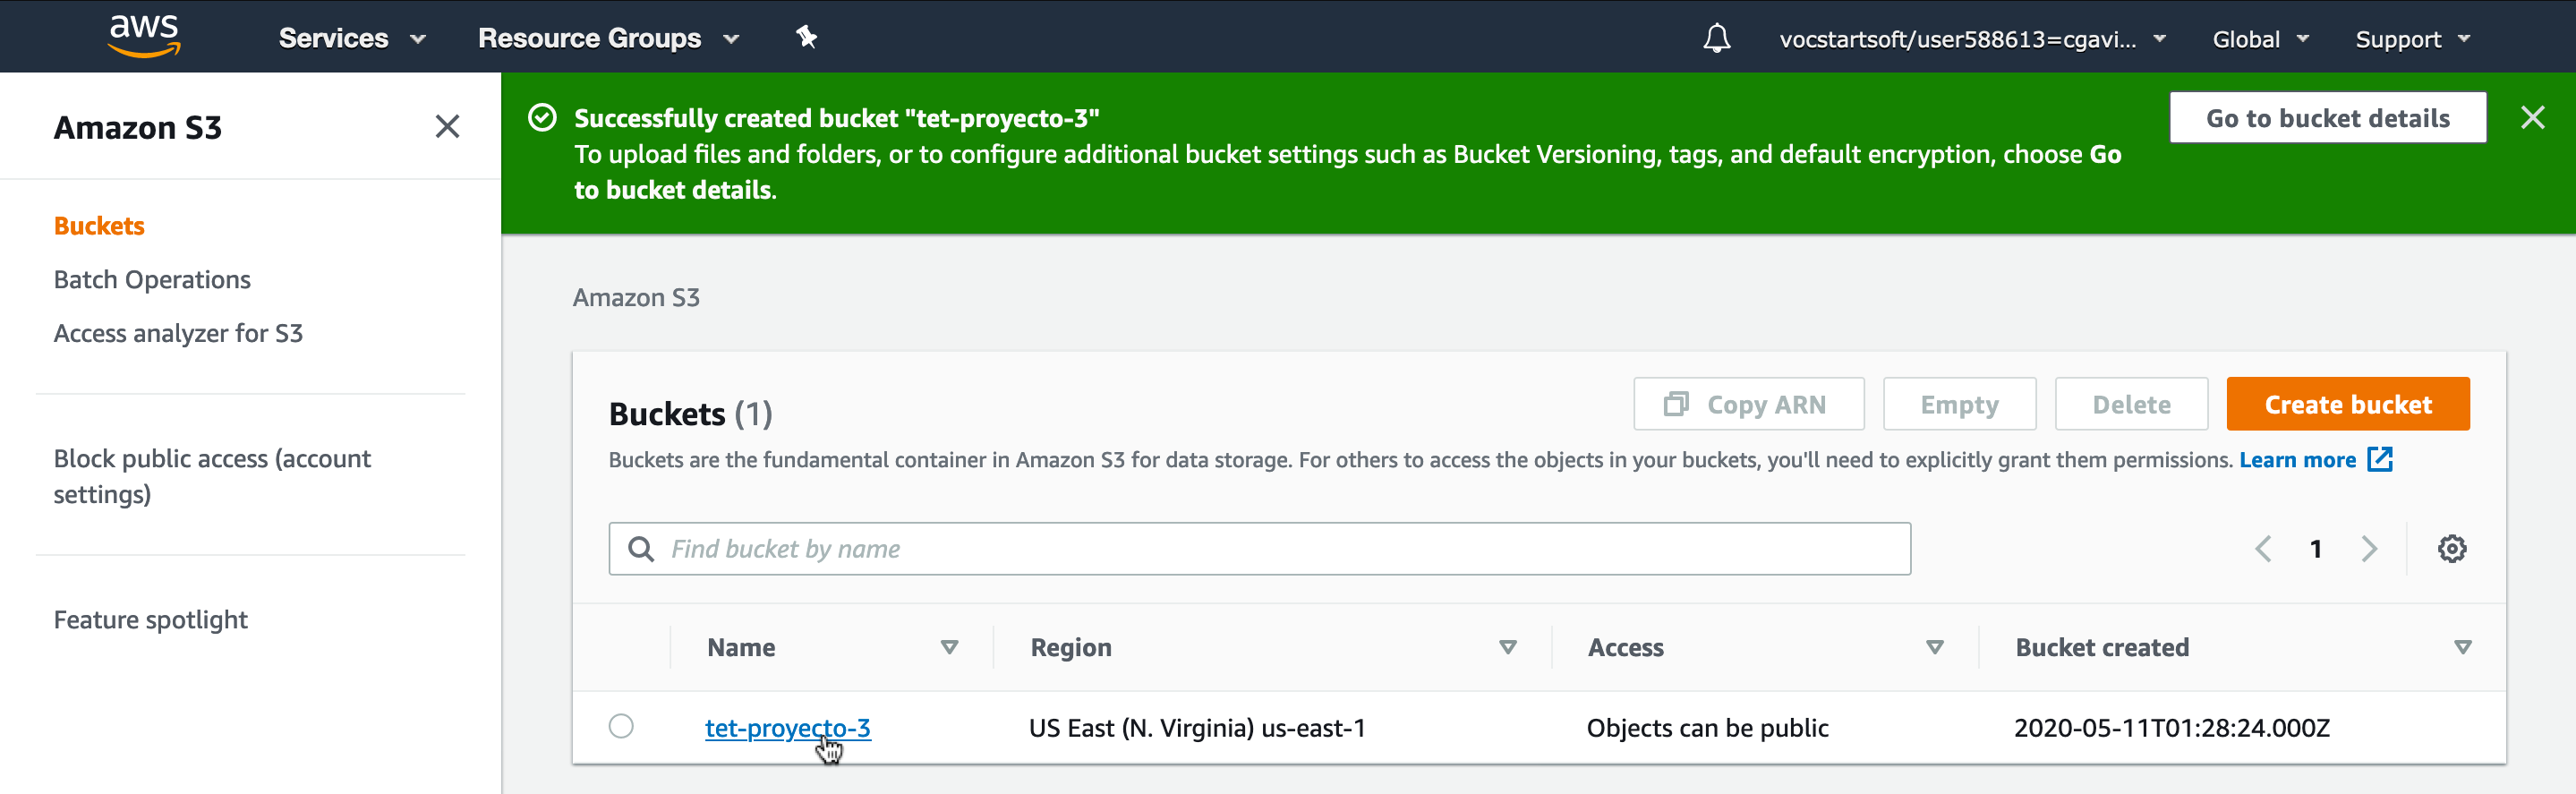 aws Services Resource Groups vocstartsoft/user588613=cgavi... Global Support
Amazon S3
Buckets
Batch Operations
Access analyzer for S3
Block public access (account
settings)
Feature spotlight
Successfully created bucket "tet-proyecto-3"
To upload files and folders, or to configure additional bucket settings such as Bucket Versioning, tags, and default encryption, choose Go
to bucket details.
Go to bucket details
Amazon S3
Buckets (1)
Copy ARN Empty Delete Create bucket
Buckets are the fundamental container in Amazon S3 for data storage. For others to access the objects in your buckets, you'll need to explicitly grant them permissions. Learn more
Find bucket by name
1
Name Region Access Bucket created
tet-proyecto-3 US East (N. Virginia) us-east-1 Objects can be public 2020-05-11T01:28:24.000Z